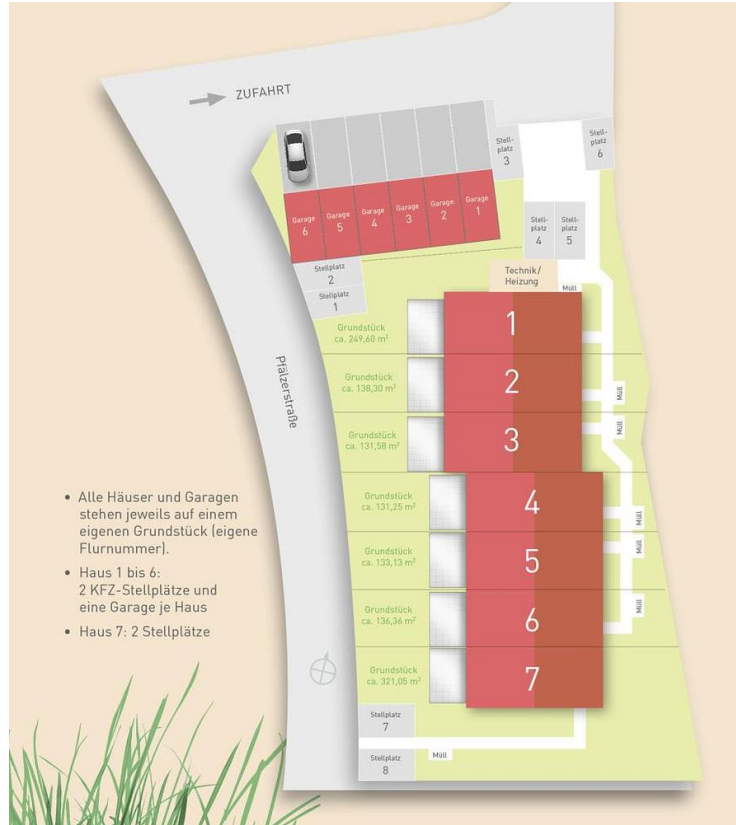 ZUFAHRT
Stell-
platz
3
Stell-
platz
6
Garage
6
Garage
5
Garage
4
Garage
3
Garage
2
Garage
1
Stell-
platz
4
Stell-
platz
5
Stellplatz
2
Stellplatz
1
Technik/
Heizung
Müll
Grundstück
ca. 249,60 m²
1
Pfälzerstraße
Grundstück
ca. 138,30 m²
2
Müll
Grundstück
ca. 131,58 m²
3
Müll
Grundstück
ca. 131,25 m²
4
Müll
Grundstück
ca. 133,13 m²
5
Müll
Grundstück
ca. 136,36 m²
6
Müll
Grundstück
ca. 321,05 m²
7
• Alle Häuser und Garagen
stehen jeweils auf einem
eigenen Grundstück (eigene
Flurnummer).
• Haus 1 bis 6:
2 KFZ-Stellplätze und
eine Garage je Haus
• Haus 7: 2 Stellplätze
Stellplatz
7
Müll
Stellplatz
8